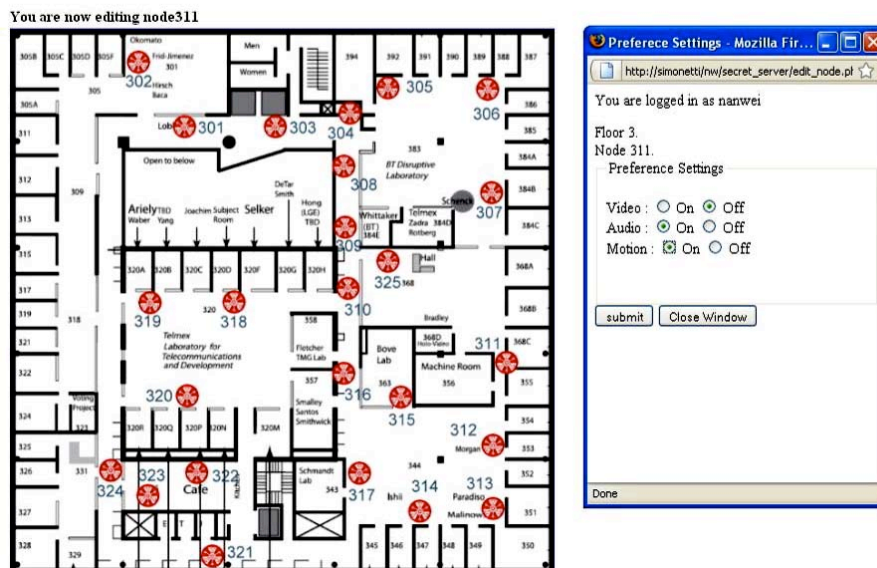 You are now editing node311
305B
305C
305D
305F
Okomato
Frid-Jimenez
301
302
Hirsch
Baca
305
305A
Men
Women
394
392
391
390
389
388
387
305
306
386
385
301
303
304
Lob
311
Open to below
383
BT Disruptive
Laboratory
384A
312
309
308
384B
Schenck
307
313
Ariely
Waber
TBD
Yang
Joachim
Subject
Room
Selker
DeTar
Smith
Hong
(LGE)
TBD
Whittaker
(BT)
384E
Telmex
Zadra
Rotberg
384D
384C
309
315
320A
320B
320C
320D
320F
320G
320H
Hall
325
368
368A
317
319
318
320
310
368B
319
318
358
Bradley
321
Telmex
Laboratory for
Telecommunications
and Development
Fletcher
TMG Lab
368D
Holo-Video
311
368C
Bove
Lab
Machine Room
322
357
316
363
356
355
320
Voting
Project
323
Smalley
Santos
Smithwick
315
324
320R
320Q
320P
320N
320M
312
354
325
Morgan
353
326
331
323
322
Schmandt
Lab
343
344
352
324
Cafe
Kitchen
317
314
313
327
Ishii
Paradiso
Malinow
351
E
T
328
329
321
345
346
347
348
349
350
Preferece Settings - Mozilla Fir...
http://simonetti/nw/secret_server/edit_node.pl
You are logged in as nanwei
Floor 3.
Node 311.
Preference Settings
Video : On Off
Audio : On Off
Motion : On Off
submit Close Window
Done